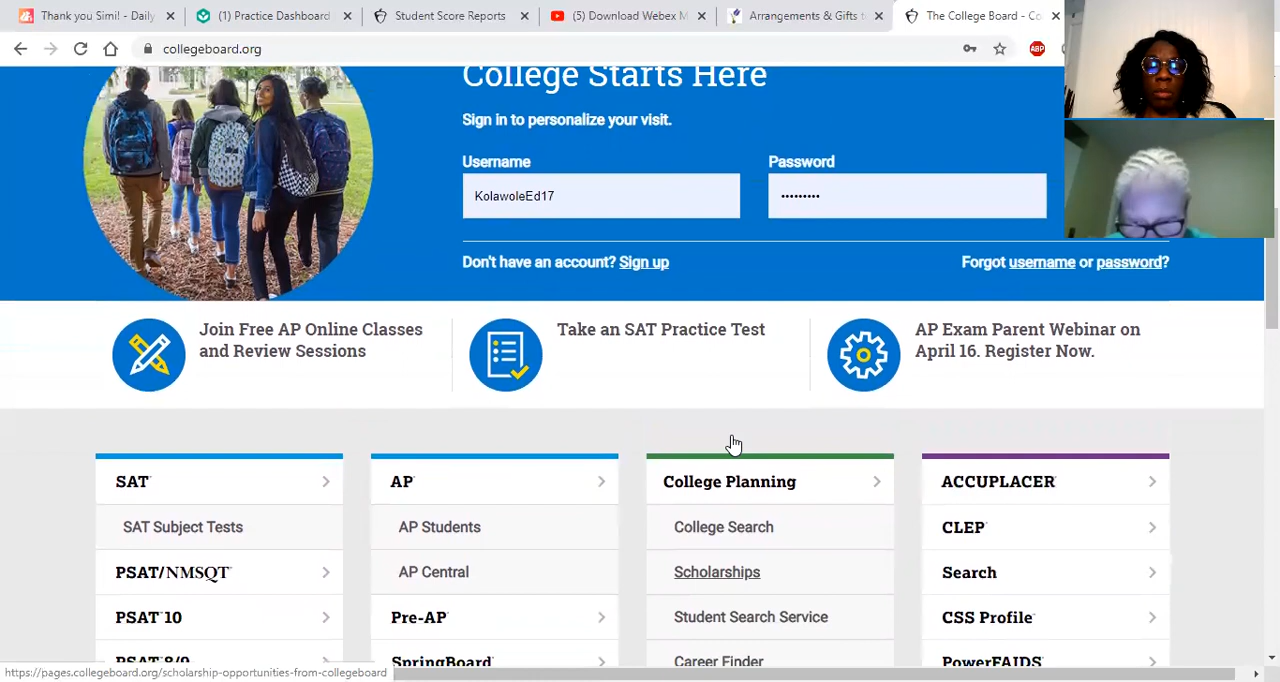 Thank you Simi! - Daily
(1) Practice Dashboard
Student Score Reports
(5) Download Webex M
Arrangements & Gifts t
The College Board - Co
collegeboard.org
ABP
College Starts Here
Sign in to personalize your visit.
Username
Password
KolawoleEd17
•••••••••
Don't have an account? Sign up
Forgot username or password?
Join Free AP Online Classes
and Review Sessions
Take an SAT Practice Test
AP Exam Parent Webinar on
April 16. Register Now.
SAT
AP
College Planning
ACCUPLACER
SAT Subject Tests
AP Students
College Search
CLEP
PSAT/NMSQT
AP Central
Scholarships
Search
PSAT 10
Pre-AP
Student Search Service
CSS Profile
PSAT 8/9
SpringBoard
Career Finder
PowerFAIDS
https://pages.collegeboard.org/scholarship-opportunities-from-collegeboard